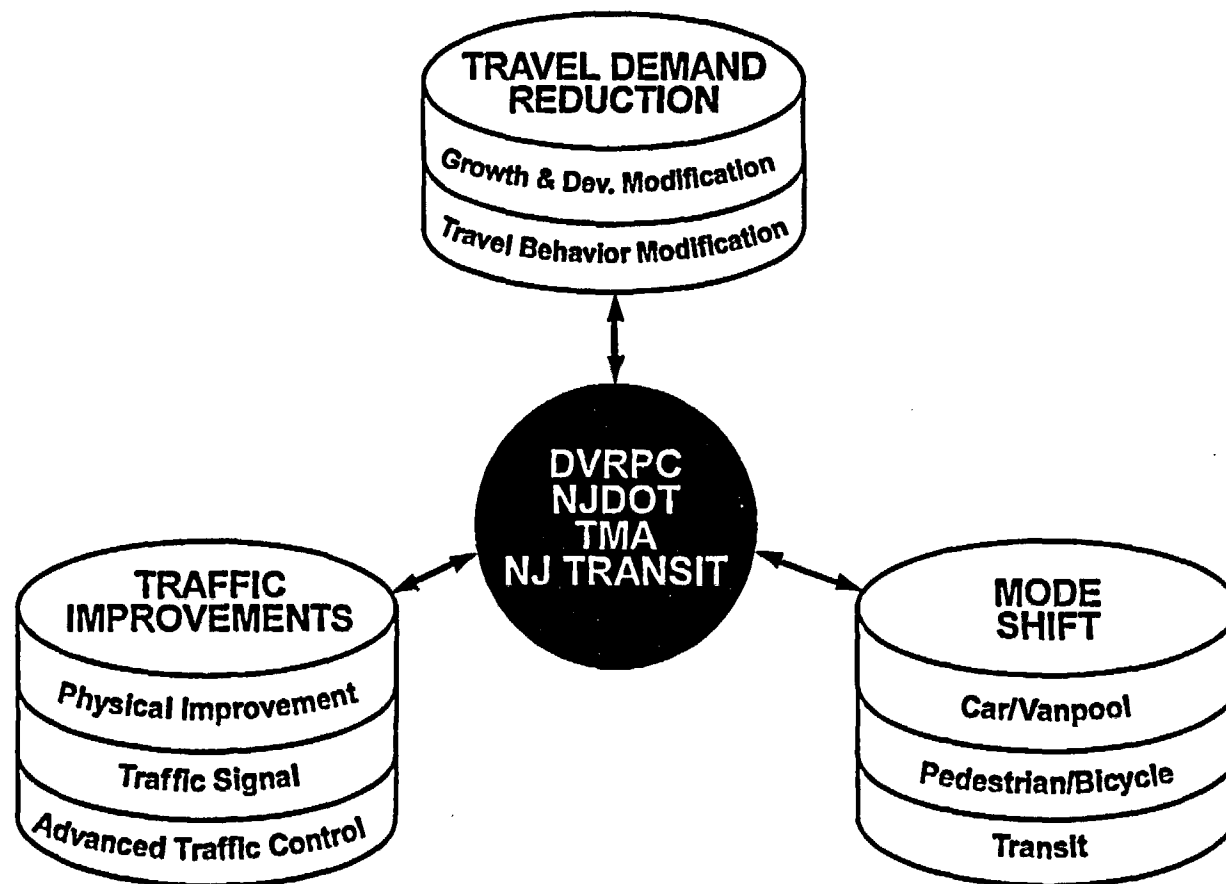 TRAVEL DEMAND
REDUCTION
Growth & Dev. Modification
Travel Behavior Modification
DVRPC
NJDOT
TMA
NJ TRANSIT
TRAFFIC
IMPROVEMENTS
Physical Improvement
Traffic Signal
Advanced Traffic Control
MODE
SHIFT
Car/Vanpool
Pedestrian/Bicycle
Transit